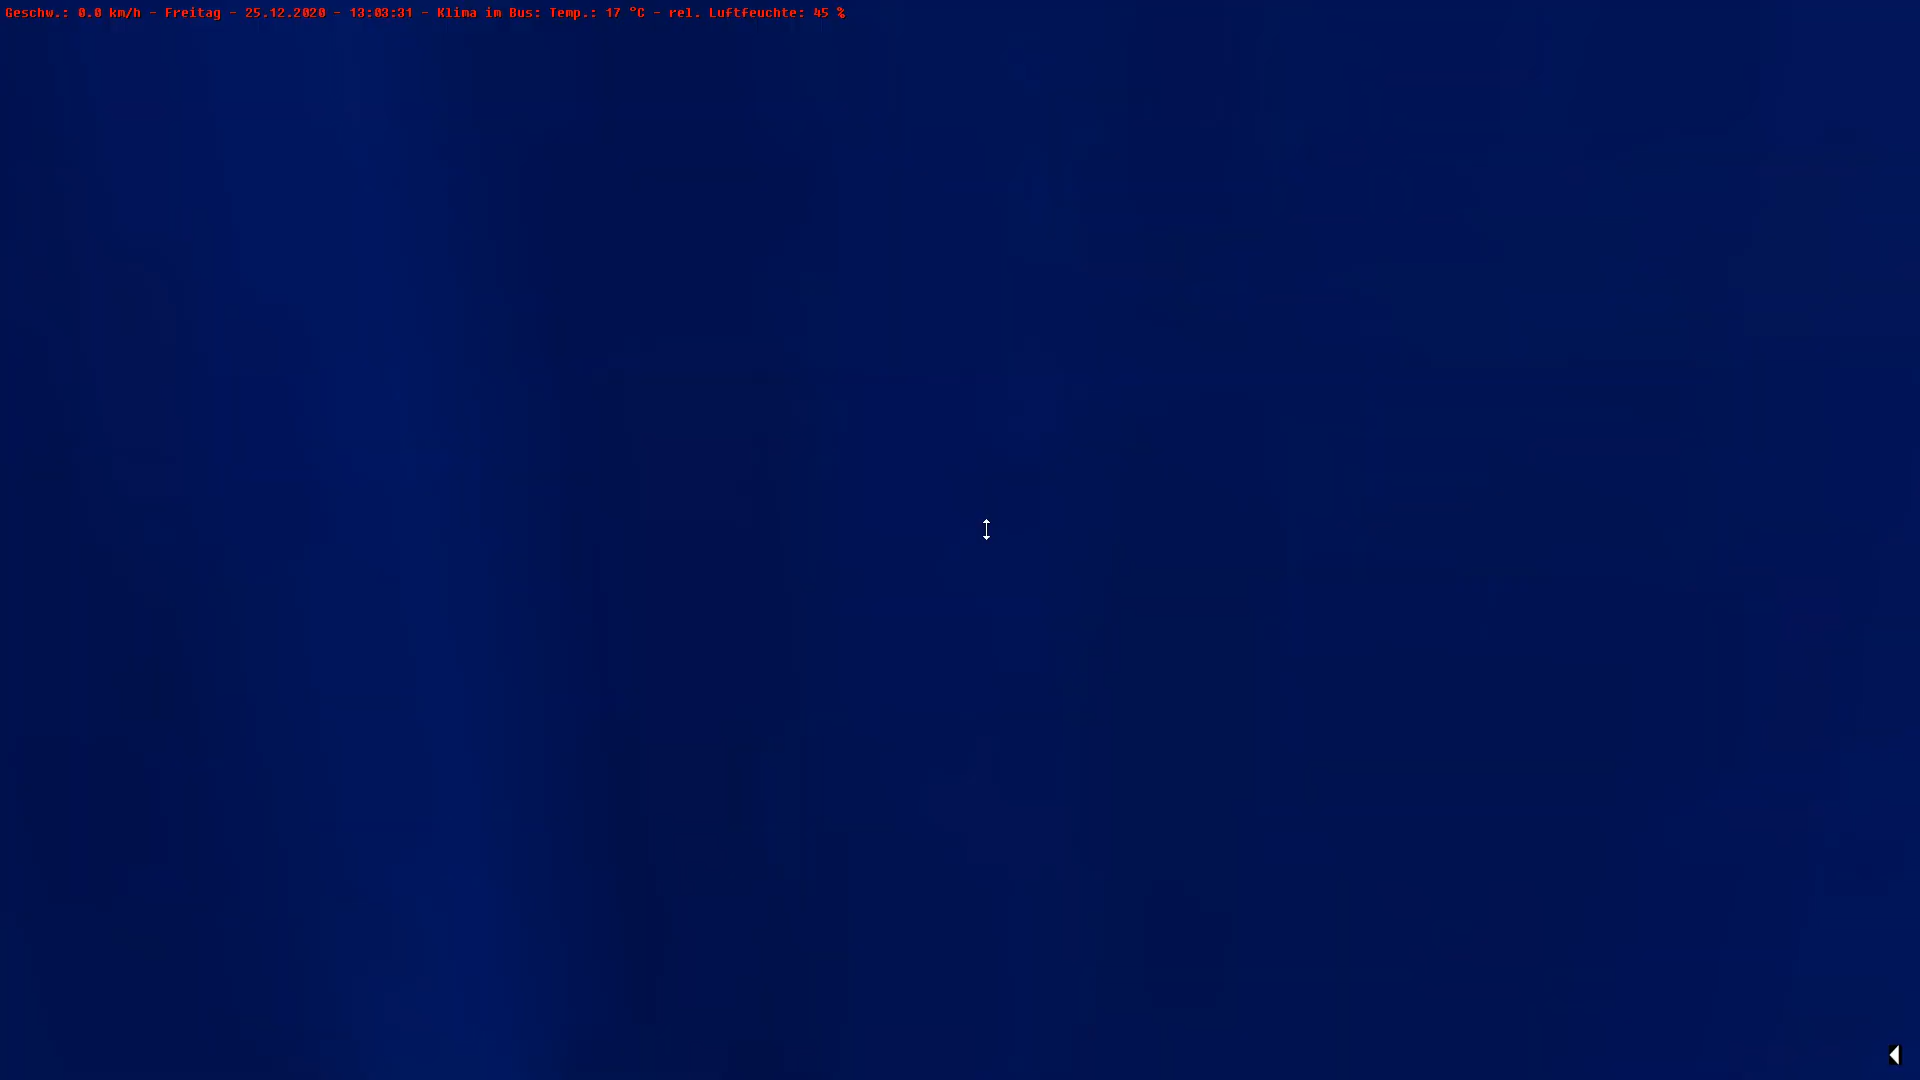 Geschw.: 0.0 km/h - Freitag - 25.12.2020 - 13:03:31 - Klima im Bus: Temp.: 17 °C - rel. Luftfeuchte: 45 %